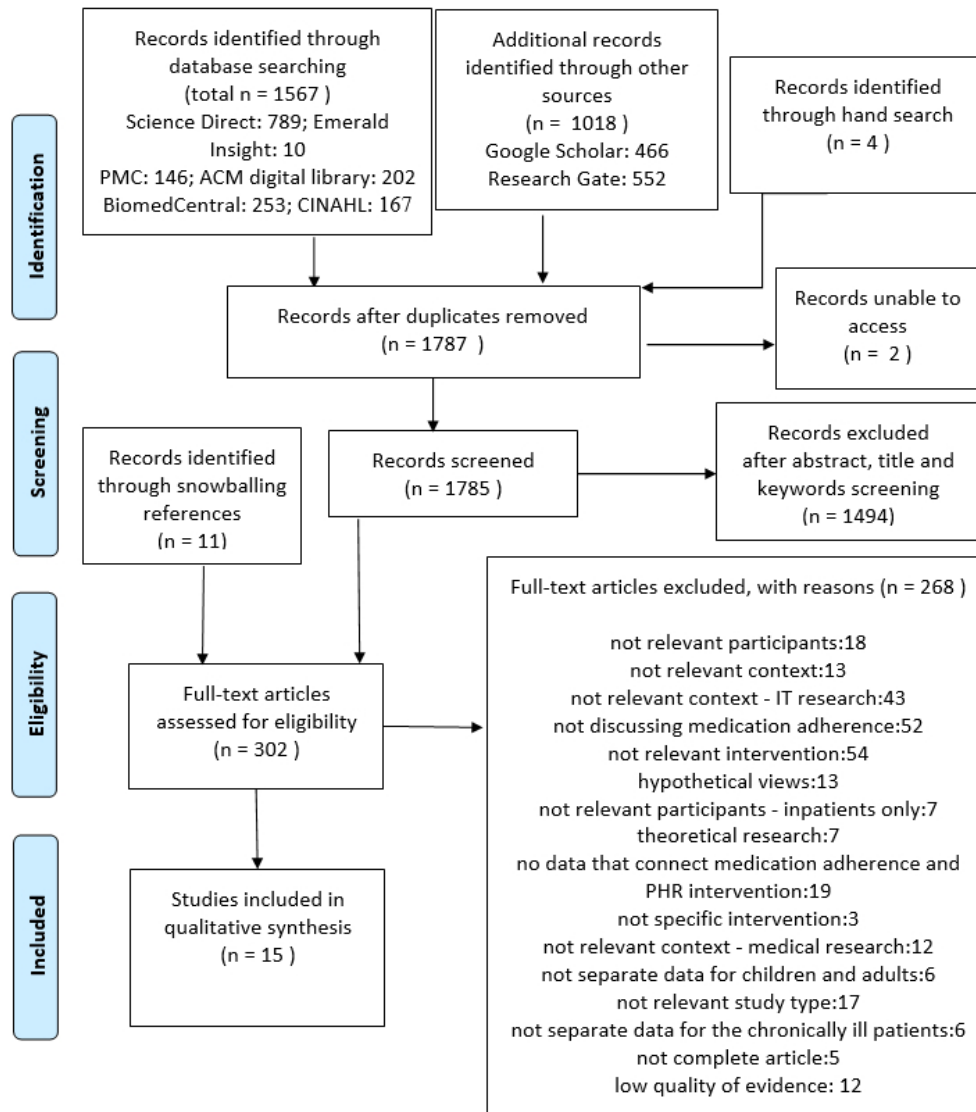 Records identified through
database searching
(total n = 1567)
Science Direct: 789; Emerald
Insight: 10
PMC: 146; ACM digital library: 202
BiomedCentral: 253; CINAHL: 167
Additional records
identified through other
sources
(n = 1018)
Google Scholar: 466
Research Gate: 552
Records identified
through hand search
(n = 4 )
Identification
Records after duplicates removed
(n = 1787 )
Records unable to
access
(n = 2 )
Screening
Records identified
through snowballing
references
(n = 11)
Records screened
(n = 1785 )
Records excluded
after abstract, title and
keywords screening
(n = 1494)
Eligibility
Full-text articles
assessed for eligibility
(n = 302 )
Full-text articles excluded, with reasons (n = 268 )
not relevant participants:18
not relevant context:13
not relevant context - IT research:43
not discussing medication adherence:52
not relevant intervention:54
hypothetical views:13
not relevant participants - inpatients only:7
theoretical research:7
no data that connect medication adherence and
PHR intervention:19
not specific intervention:3
not relevant context - medical research:12
not separate data for children and adults:6
not relevant study type:17
not separate data for the chronically ill patients:6
not complete article:5
low quality of evidence: 12
Included
Studies included in
qualitative synthesis
(n = 15 )